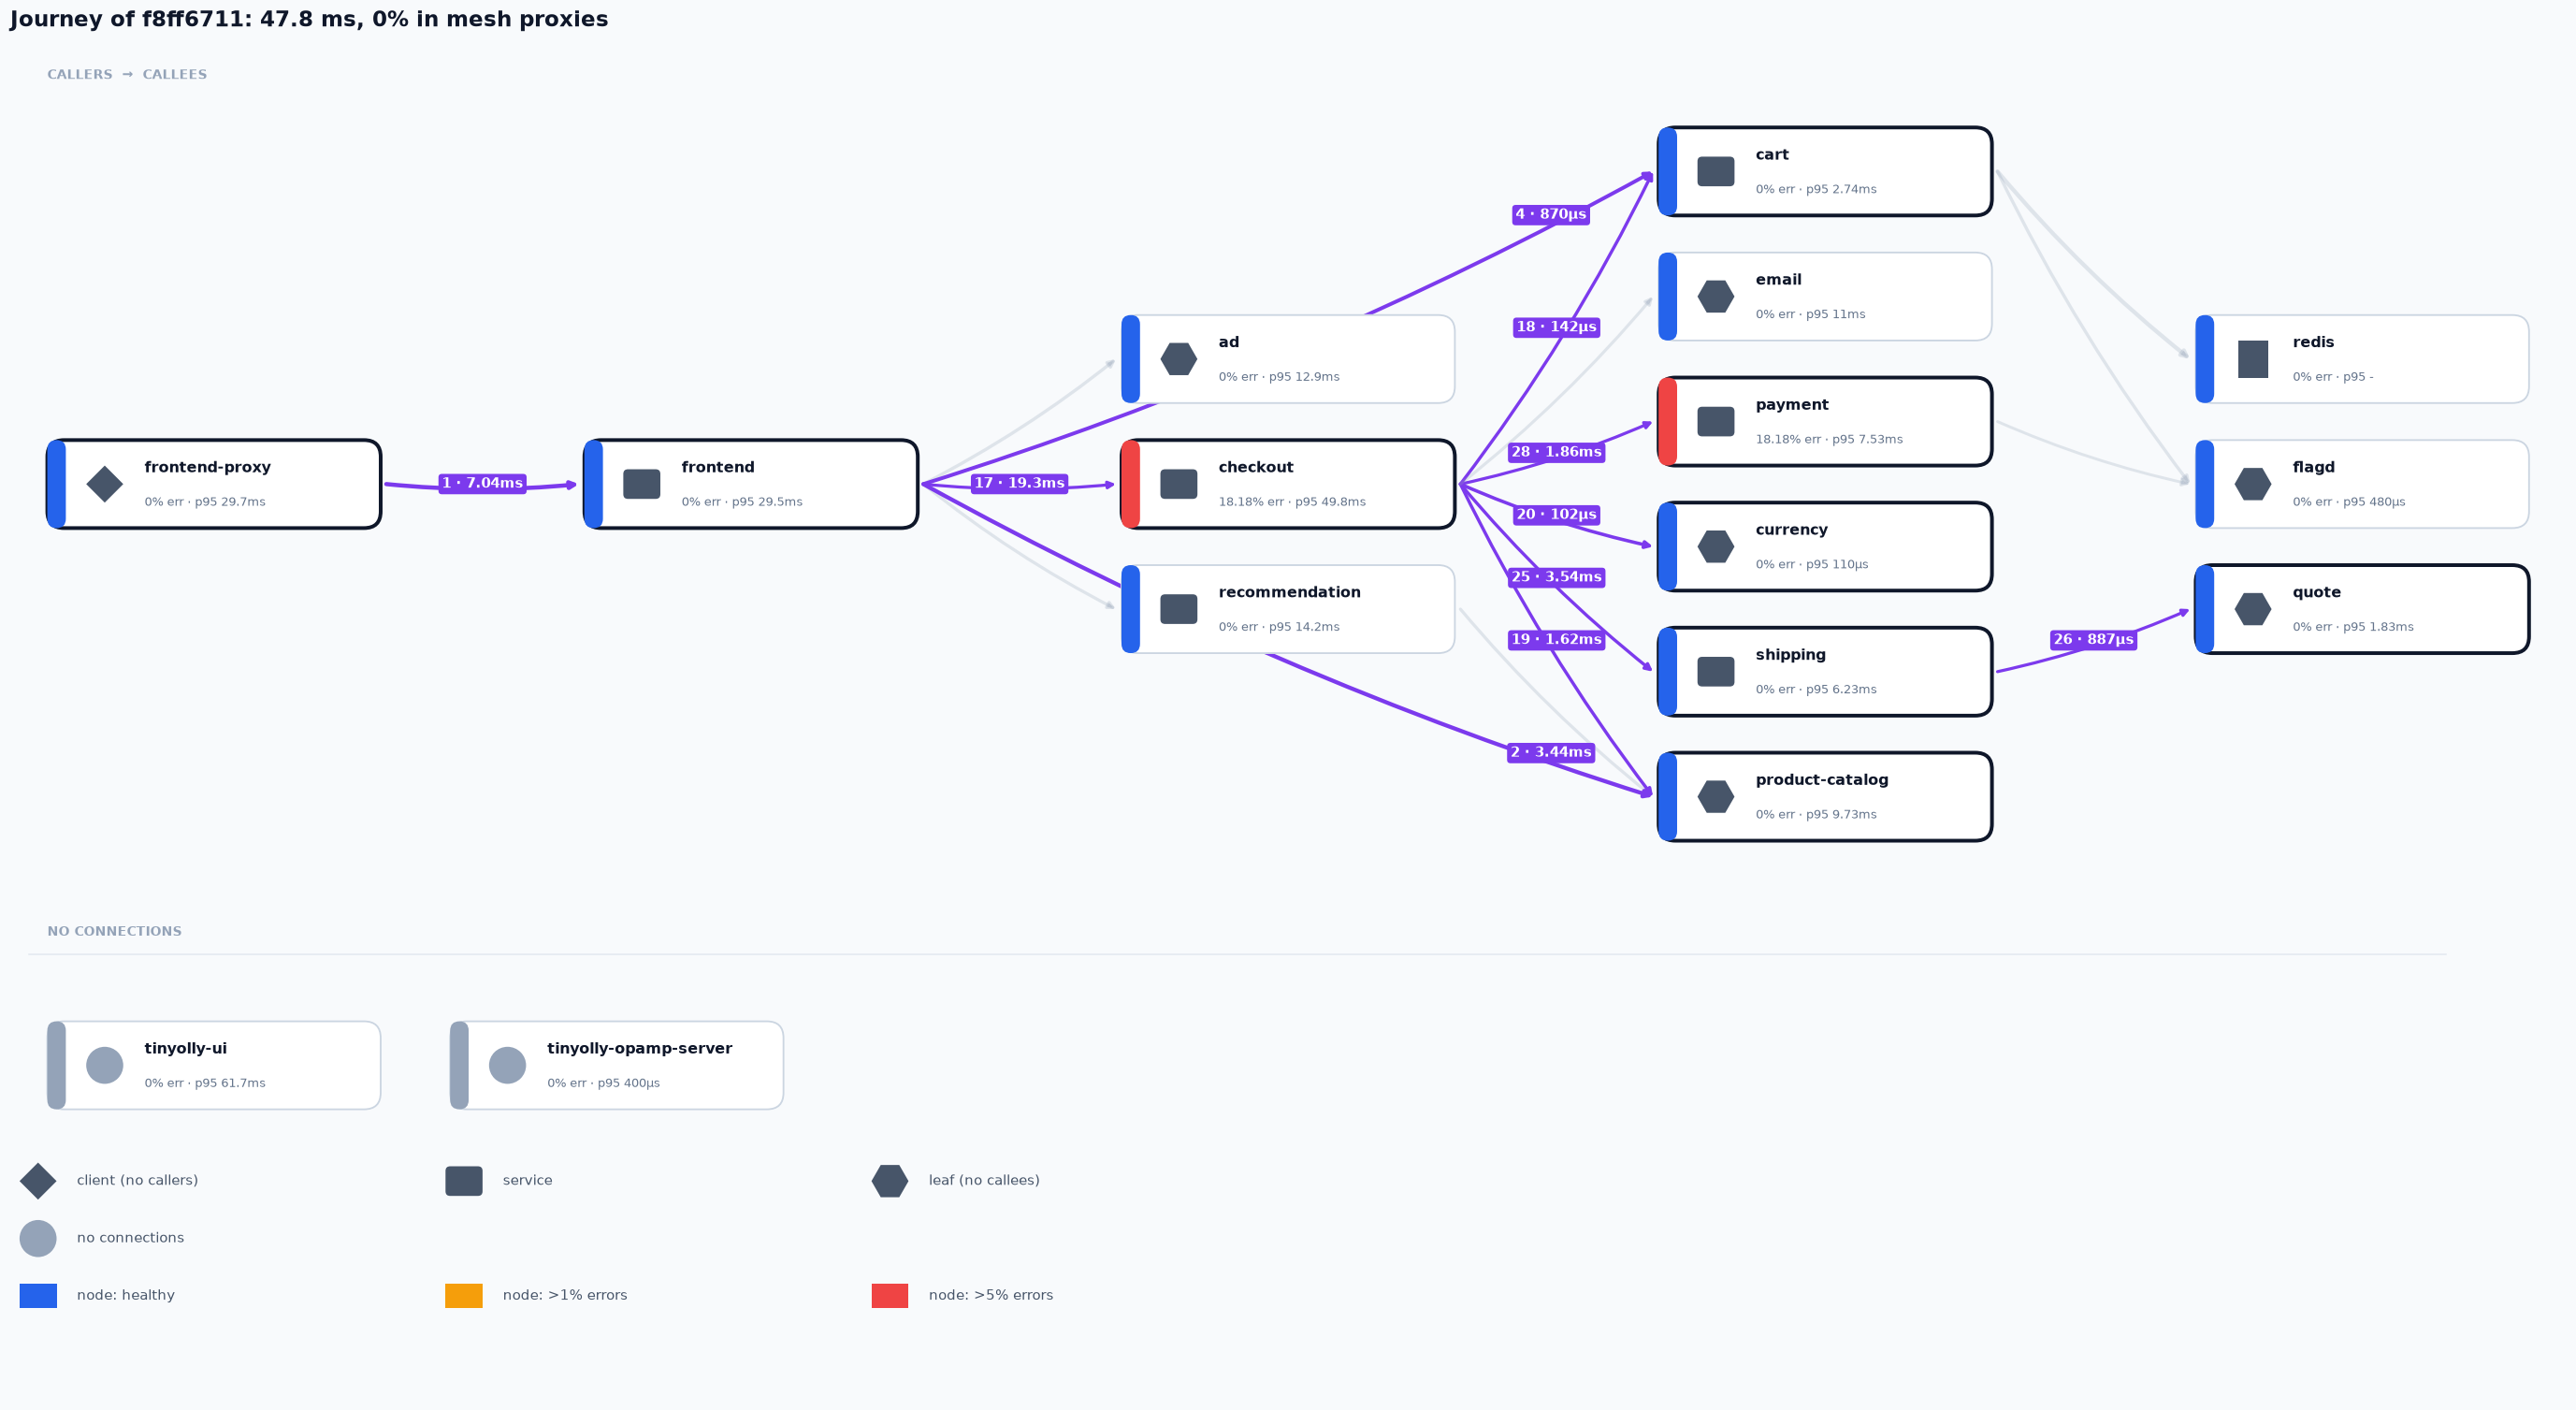 Journey of f8ff6711: 47.8 ms, 0% in mesh proxies
CALLERS → CALLEES
cart
0% err · p95 2.74ms
4 · 870µs
email
0% err · p95 11ms
18 · 142µs
ad
0% err · p95 12.9ms
redis
0% err · p95 -
payment
18.18% err · p95 7.53ms
28 · 1.86ms
frontend-proxy
0% err · p95 29.7ms
1 · 7.04ms
frontend
0% err · p95 29.5ms
17 · 19.3ms
checkout
18.18% err · p95 49.8ms
flagd
0% err · p95 480µs
20 · 102µs
currency
0% err · p95 110µs
25 · 3.54ms
recommendation
0% err · p95 14.2ms
quote
0% err · p95 1.83ms
19 · 1.62ms
26 · 887µs
shipping
0% err · p95 6.23ms
2 · 3.44ms
product-catalog
0% err · p95 9.73ms
NO CONNECTIONS
tinyolly-ui
0% err · p95 61.7ms
tinyolly-opamp-server
0% err · p95 400µs
client (no callers)
service
leaf (no callees)
no connections
node: healthy
node: >1% errors
node: >5% errors